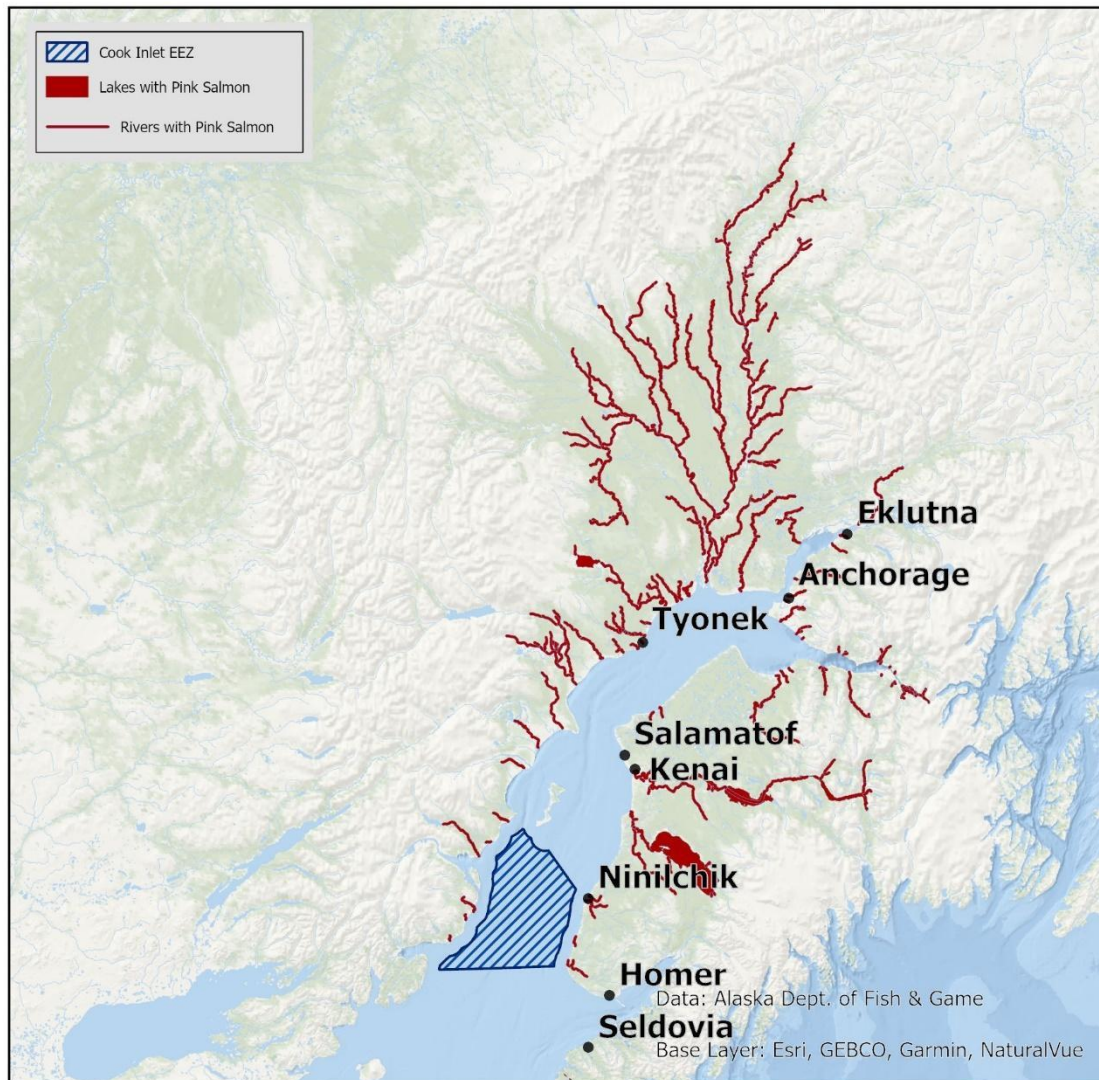 Cook Inlet EEZ
Lakes with Pink Salmon
Rivers with Pink Salmon
Eklutna
Anchorage
Tyonek
Salamatof
Kenai
Ninilchik
Homer
Data: Alaska Dept. of Fish & Game
Seldovia
Base Layer: Esri, GEBCO, Garmin, NaturalVue